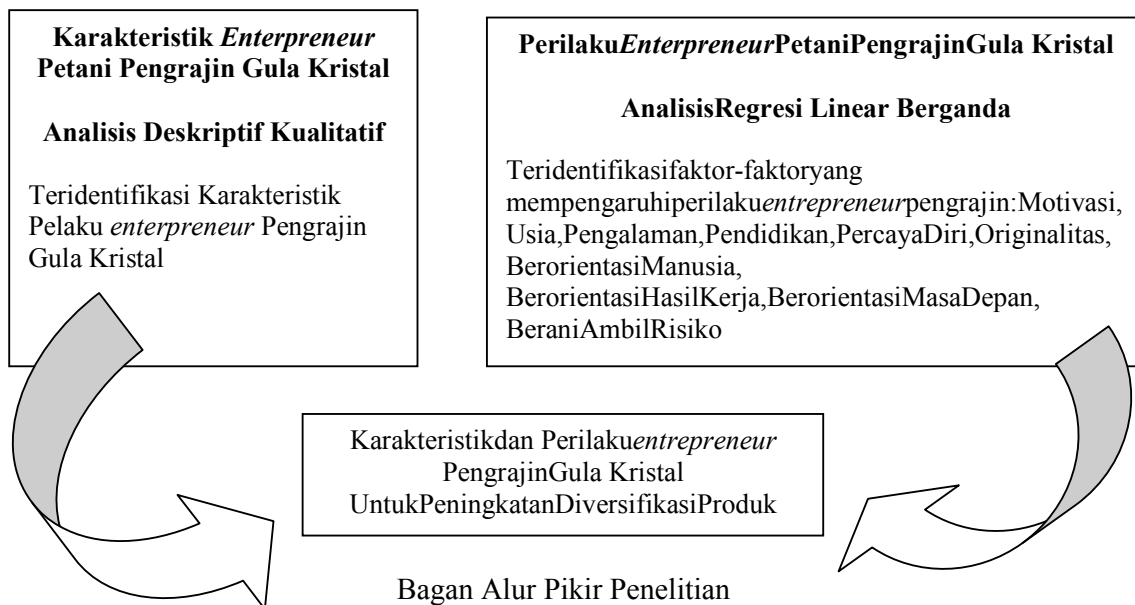 Karakteristik Enterpreneur
Petani Pengrajin Gula Kristal
Analisis Deskriptif Kualitatif
Teridentifikasi Karakteristik
Pelaku enterpreneur Pengrajin
Gula Kristal
PerilakuEnterpreneurPetaniPengrajinGula Kristal
AnalisisRegresi Linear Berganda
Teridentifikasifaktor-faktoryang
mempengaruhiperilakuentrepreneurpengrajin:Motivasi,
Usia,Pengalaman,Pendidikan,PercayaDiri,Originalitas,
BerorientasiManusia,
BerorientasiHasilKerja,BerorientasiMasaDepan,
BeraniAmbilRisiko
Karakteristikdan Perilakuentrepreneur
PengrajinGula Kristal
UntukPeningkatanDiversifikasiProduk
Bagan Alur Pikir Penelitian